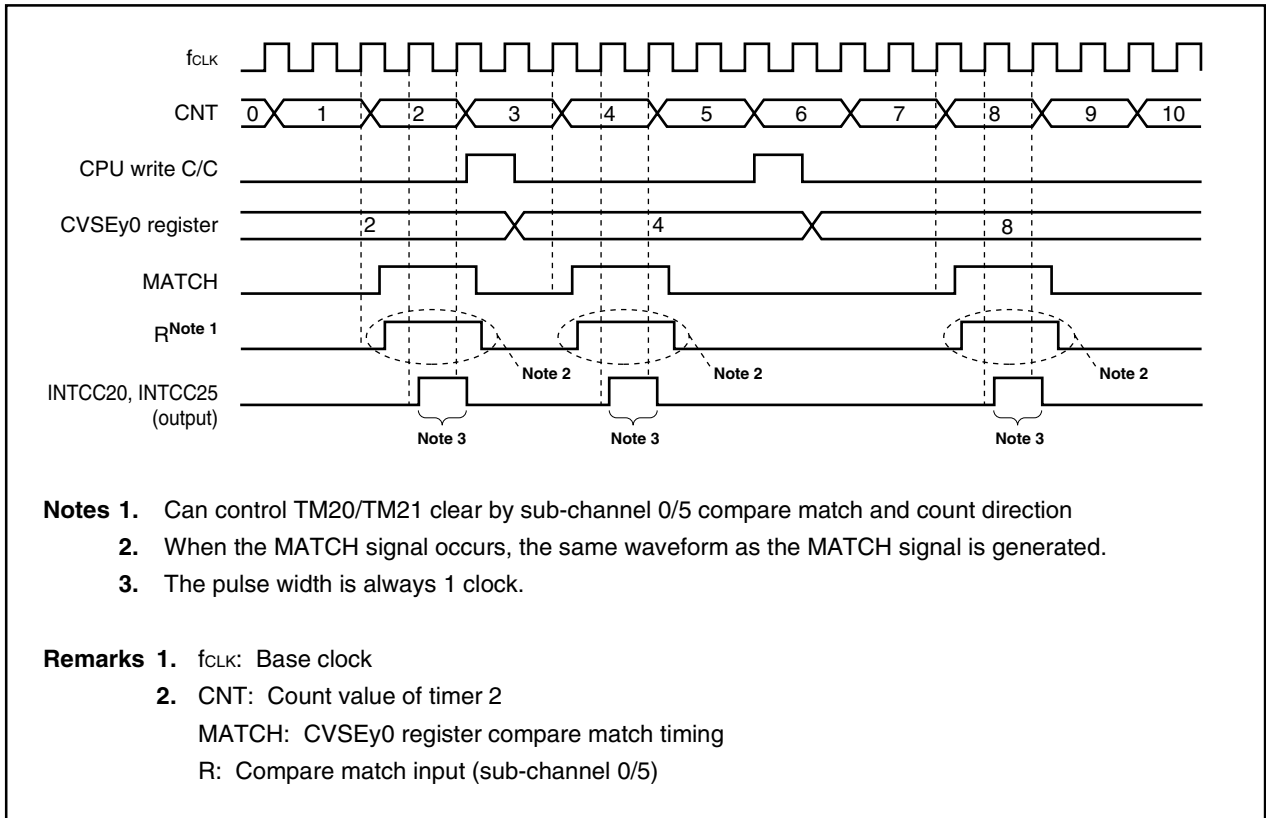 fCLK
CNT 0 1 2 3 4 5 6 7 8 9 10
CPU write C/C
CVSEy0 register 2 4 8
MATCH
RNote 1
Note 2 Note 2 Note 2
INTCC20, INTCC25
(output)
Note 3 Note 3 Note 3
Notes 1. Can control TM20/TM21 clear by sub-channel 0/5 compare match and count direction
2. When the MATCH signal occurs, the same waveform as the MATCH signal is generated.
3. The pulse width is always 1 clock.
Remarks 1. fCLK: Base clock
2. CNT: Count value of timer 2
MATCH: CVSEy0 register compare match timing
R: Compare match input (sub-channel 0/5)